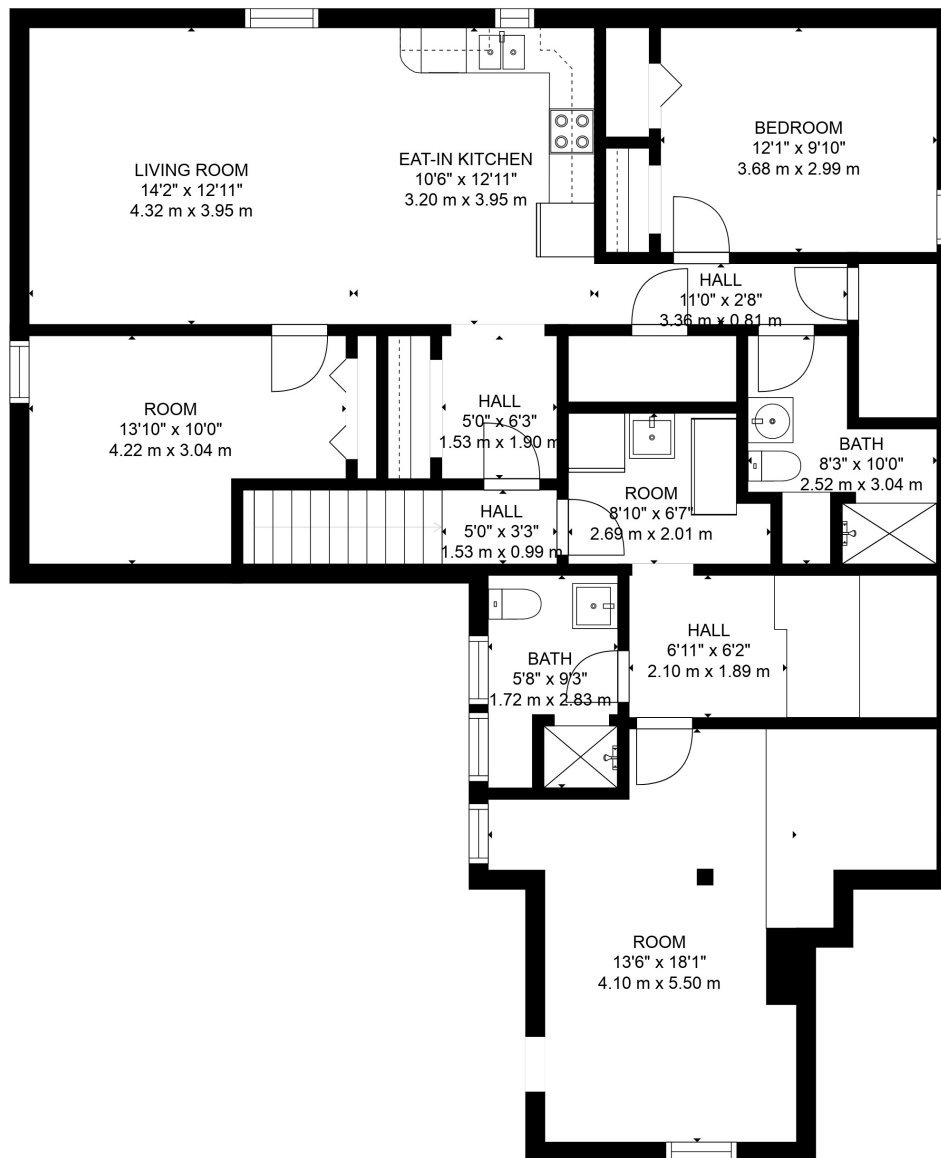 LIVING ROOM
14'2" x 12'11"
4.32 m x 3.95 m
EAT-IN KITCHEN
10'6" x 12'11"
3.20 m x 3.95 m
BEDROOM
12'1" x 9'10"
3.68 m x 2.99 m
HALL
11'0" x 2'8"
3.36 m x 0.81 m
ROOM
13'10" x 10'0"
4.22 m x 3.04 m
HALL
5'0" x 6'3"
1.53 m x 1.90 m
BATH
8'3" x 10'0"
2.52 m x 3.04 m
HALL
5'0" x 3'3"
1.53 m x 0.99 m
ROOM
8'10" x 6'7"
2.69 m x 2.01 m
HALL
6'11" x 6'2"
2.10 m x 1.89 m
BATH
5'8" x 9'3"
1.72 m x 2.83 m
ROOM
13'6" x 18'1"
4.10 m x 5.50 m